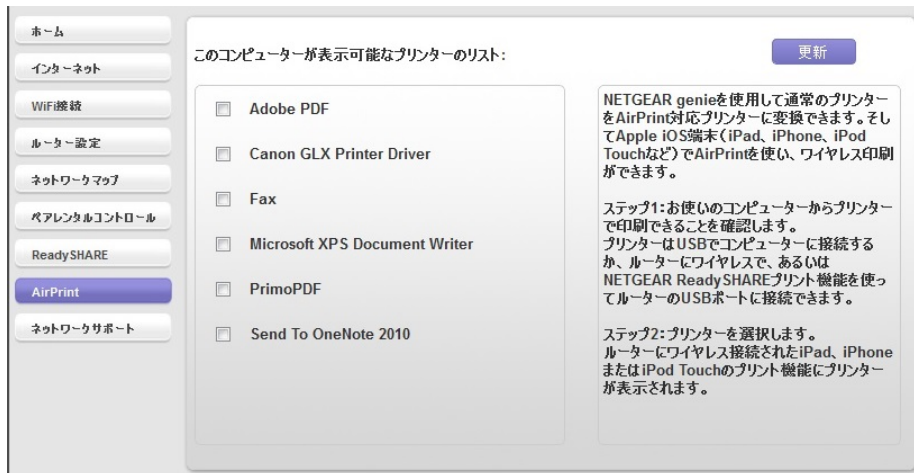 ホーム
インターネット
WiFi接続
ルーター設定
ネットワークマップ
ペアレンタルコントロール
ReadySHARE
AirPrint
ネットワークサポート
このコンピューターが表示可能なプリンターのリスト:
更新
Adobe PDF
Canon GLX Printer Driver
Fax
Microsoft XPS Document Writer
PrimoPDF
Send To OneNote 2010
NETGEAR genieを使用して通常のプリンター
をAirPrint対応プリンターに変換できます。そし
てApple iOS端末(iPad、iPhone、iPod
Touchなど)でAirPrintを使い、ワイヤレス印刷
ができます。
ステップ1:お使いのコンピューターからプリンター
で印刷できることを確認します。
プリンターはUSBでコンピューターに接続する
か、ルーターにワイヤレスで、あるいは
NETGEAR ReadySHAREプリント機能を使っ
てルーターのUSBポートに接続できます。
ステップ2:プリンターを選択します。
ルーターにワイヤレス接続されたiPad、iPhone
またはiPod Touchのプリント機能にプリンター
が表示されます。